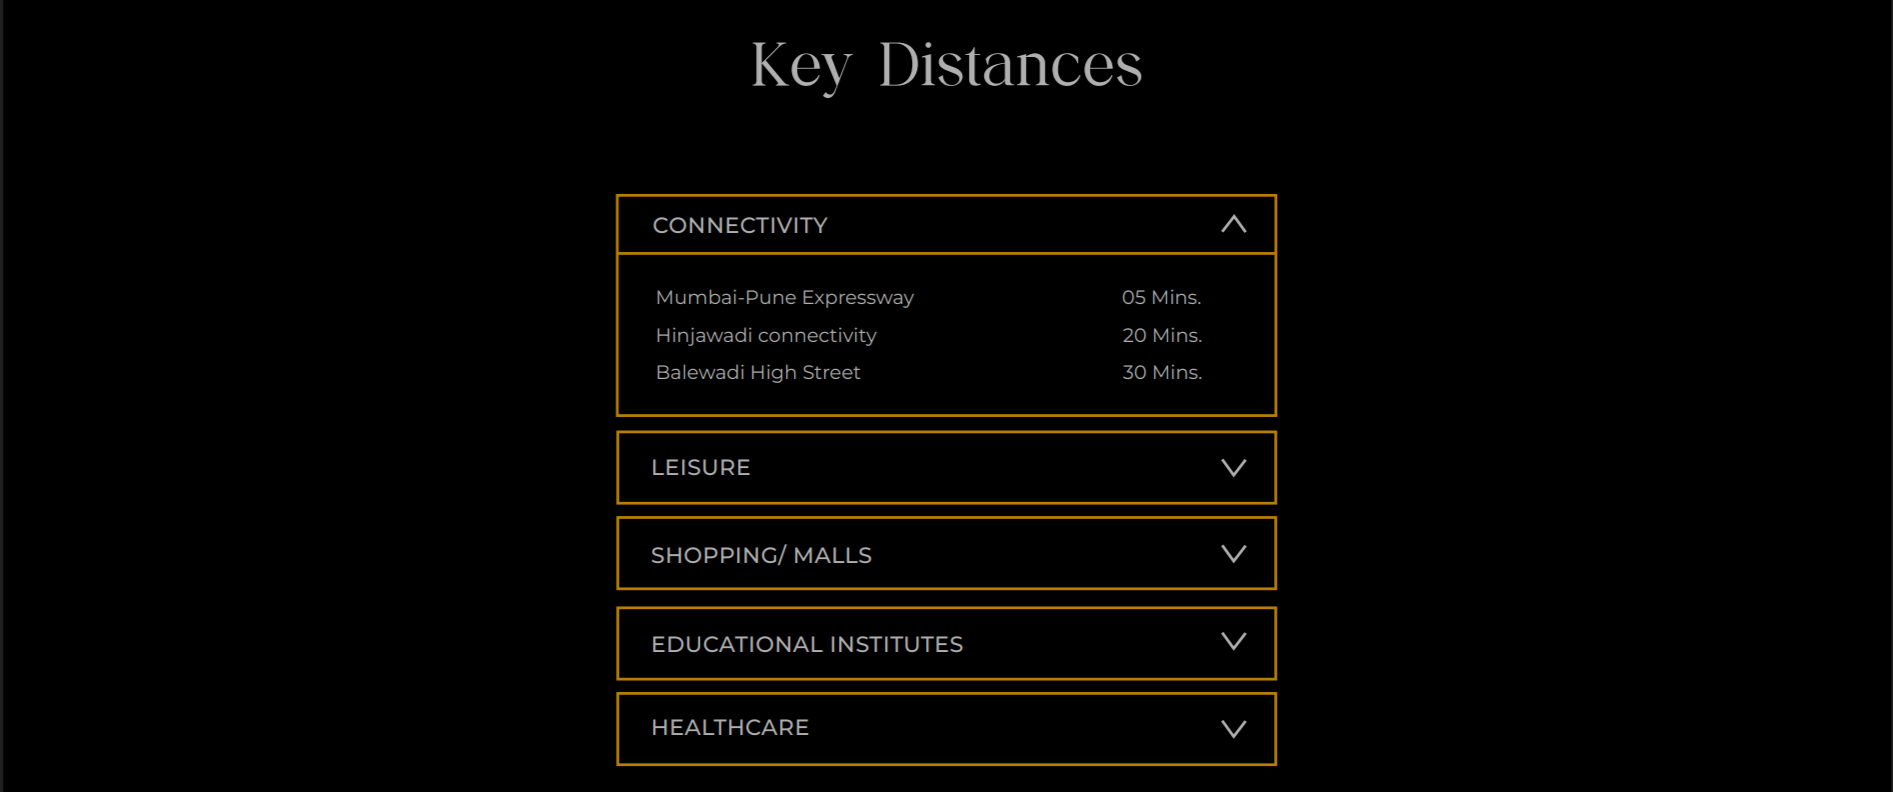 Key Distances
CONNECTIVITY
Mumbai-Pune Expressway 05 Mins.
Hinjawadi connectivity 20 Mins.
Balewadi High Street 30 Mins.
LEISURE
SHOPPING/ MALLS
EDUCATIONAL INSTITUTES
HEALTHCARE